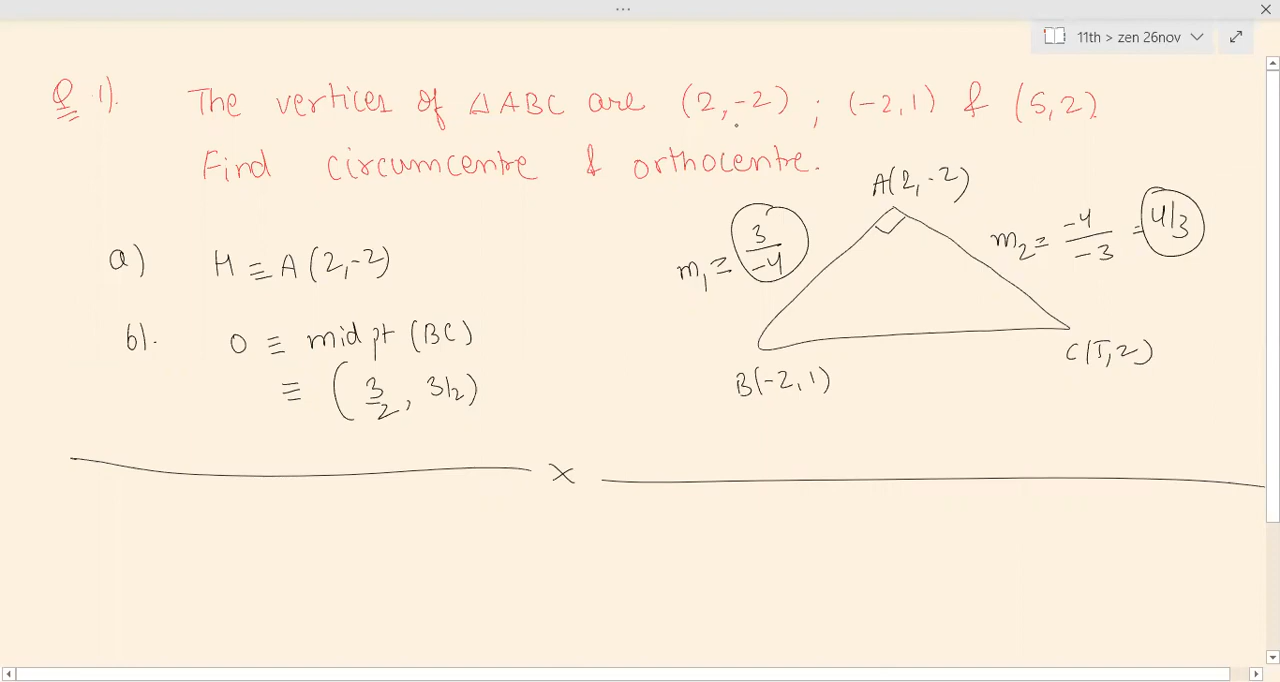 11th > zen 26nov
Q 1). The vertices of △ABC are (2,-2) ; (-2,1) & (5,2).
Find circumcentre & orthocentre.
A(2,-2)
m₁ = 3/-4
m₂ = -4/-3 = 4/3
a) H ≡ A(2,-2)
b). O ≡ mid pt (BC)
≡ (3/2, 3/2)
B(-2,1)
C(5,2)
x